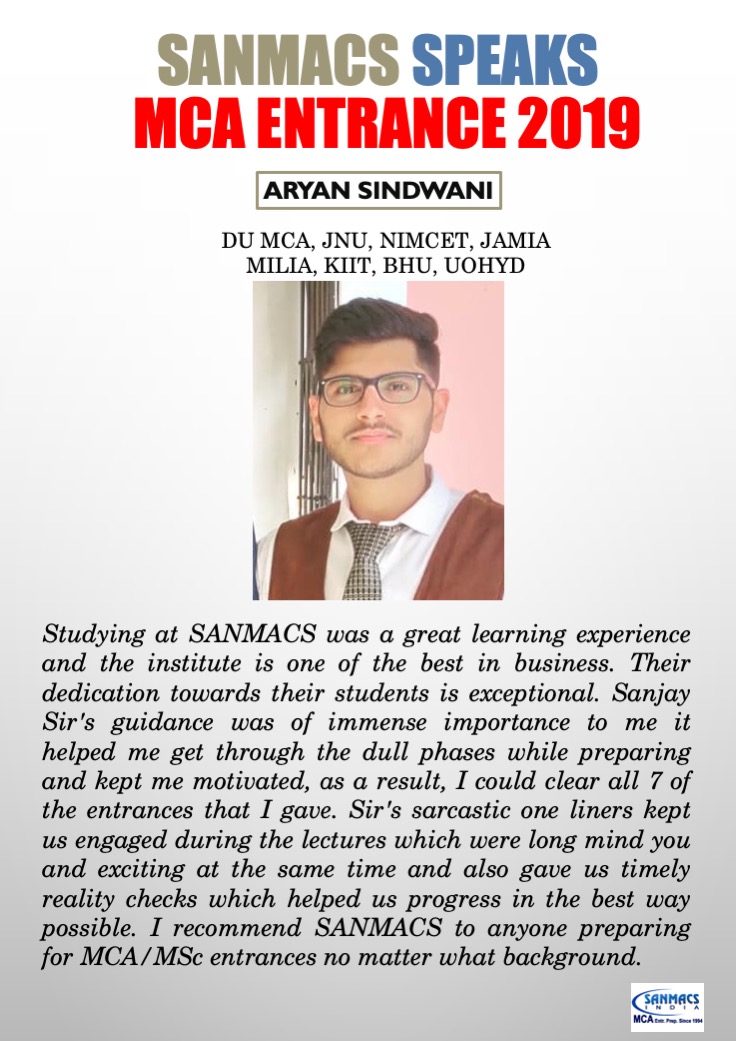 SANMACS SPEAKS
MCA ENTRANCE 2019
ARYAN SINDWANI
DU MCA, JNU, NIMCET, JAMIA
MILIA, KIIT, BHU, UOHYD
Studying at SANMACS was a great learning experience
and the institute is one of the best in business. Their
dedication towards their students is exceptional. Sanjay
Sir's guidance was of immense importance to me it
helped me get through the dull phases while preparing
and kept me motivated, as a result, I could clear all 7 of
the entrances that I gave. Sir's sarcastic one liners kept
us engaged during the lectures which were long mind you
and exciting at the same time and also gave us timely
reality checks which helped us progress in the best way
possible. I recommend SANMACS to anyone preparing
for MCA/MSc entrances no matter what background.
SANMACS
INDIA
MCA Entr. Prep. Since 1994